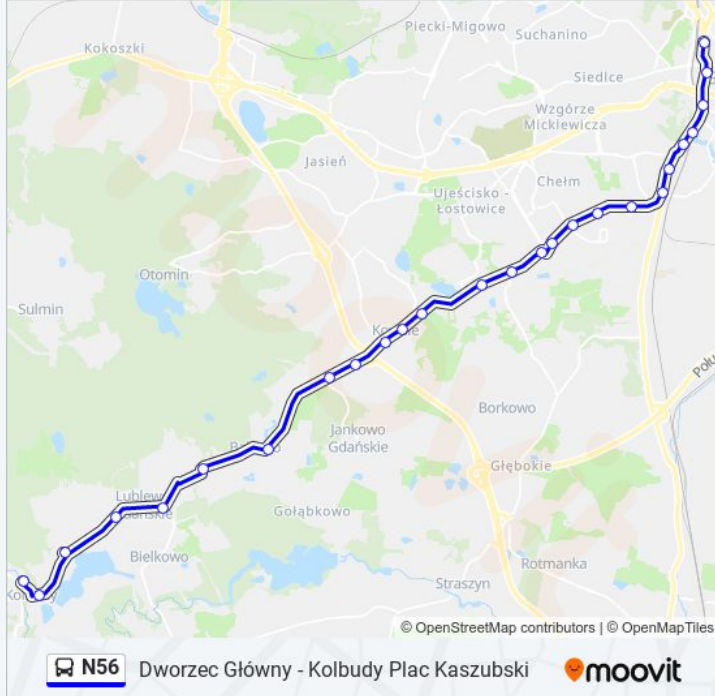 Piecki-Migowo
Suchanino
Kokoszki
Siedlce
Wzgórze
Mickiewicza
Jasień
Chełm
Ujeścisko -
Łostowice
Otomin
Sulmin
Borkowo
Jankowo
Gdańskie
Głębokie
Gołąbkowo
Bielkowo
Rotmanka
Straszyn
© OpenStreetMap contributors | © OpenMapTiles
N56 Dworzec Główny - Kolbudy Plac Kaszubski moovit